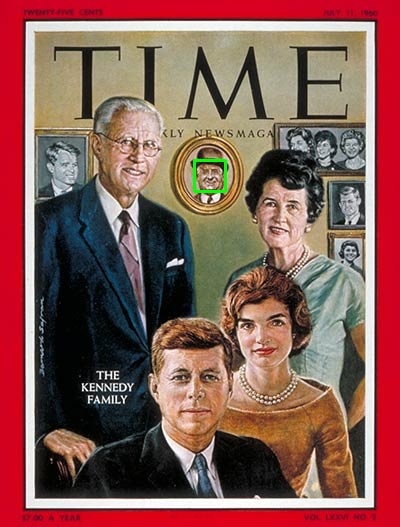 TWENTY-FIVE CENTS
JULY 11, 1960
TIME
KLY NEWSMAGA
THE
KENNEDY
FAMILY
$7.00 A YEAR
VOL. LXXVI NO. 2